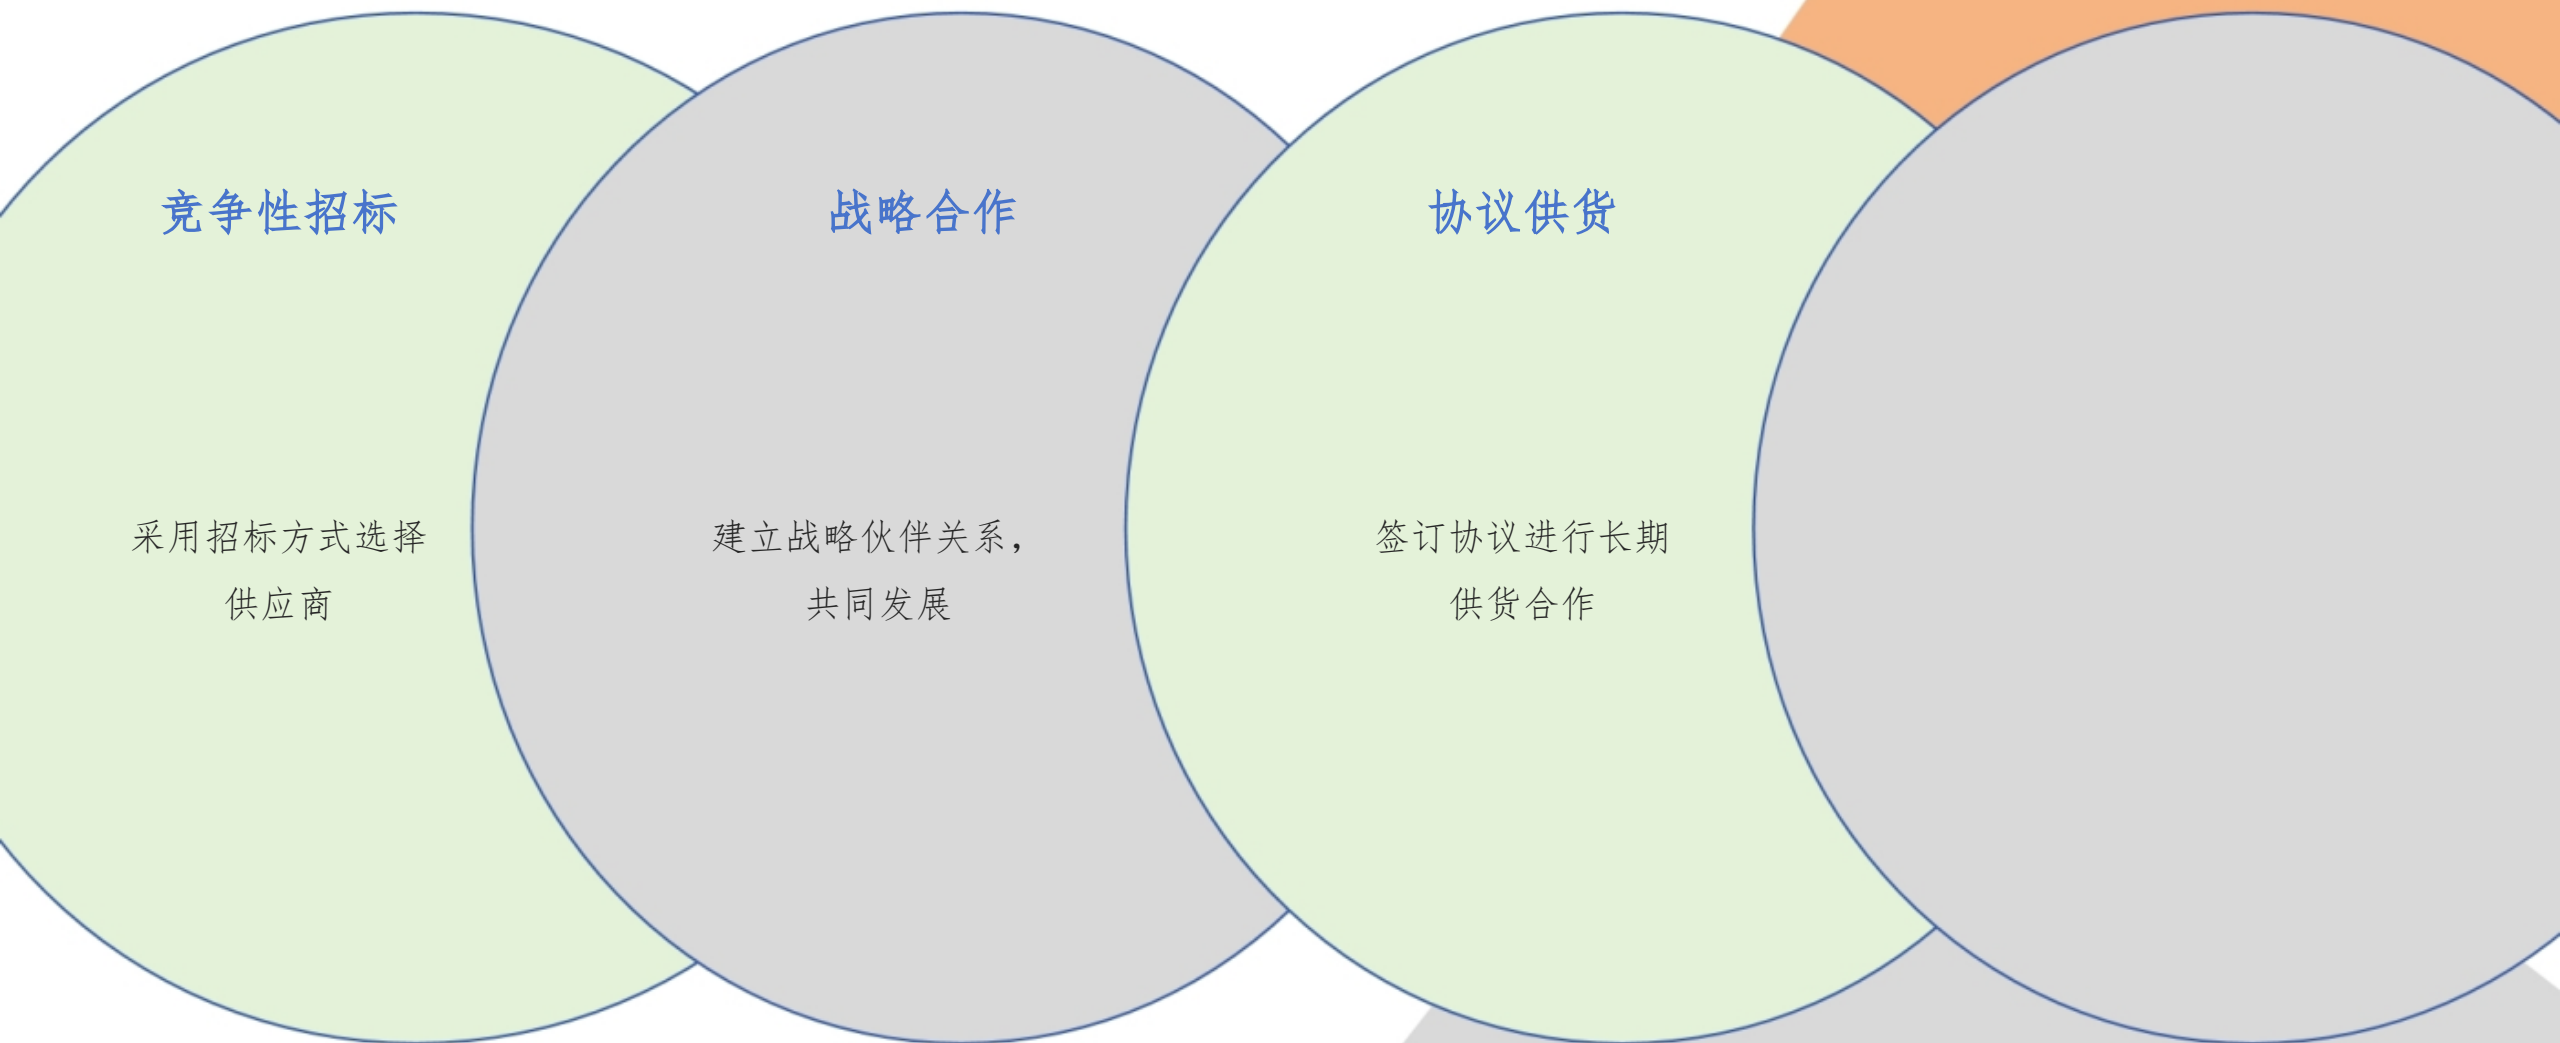 竞争性招标
采用招标方式选择
供应商
战略合作
建立战略伙伴关系，
共同发展
协议供货
签订协议进行长期
供货合作